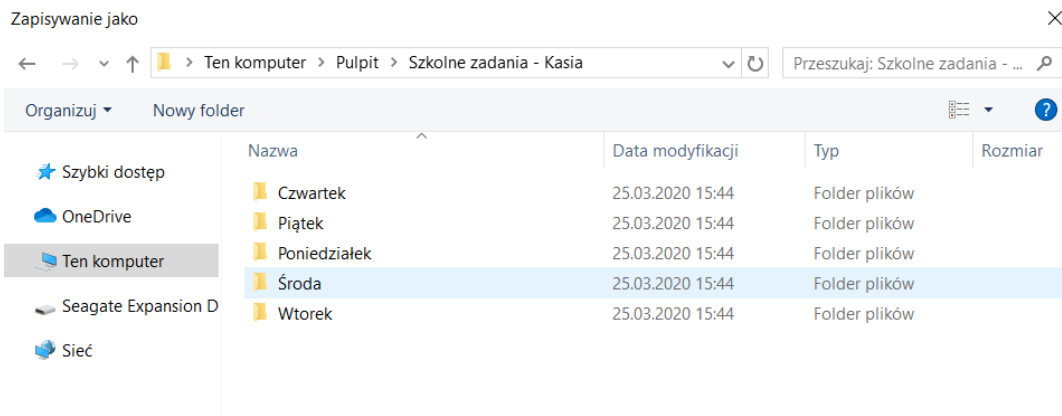 Zapisywanie jako
Ten komputer > Pulpit > Szkolne zadania - Kasia
Przeszukaj: Szkolne zadania - ...
Organizuj Nowy folder
Nazwa Data modyfikacji Typ Rozmiar
Szybki dostęp
OneDrive
Ten komputer
Seagate Expansion D
Sieć
Czwartek 25.03.2020 15:44 Folder plików
Piątek 25.03.2020 15:44 Folder plików
Poniedziałek 25.03.2020 15:44 Folder plików
Środa 25.03.2020 15:44 Folder plików
Wtorek 25.03.2020 15:44 Folder plików